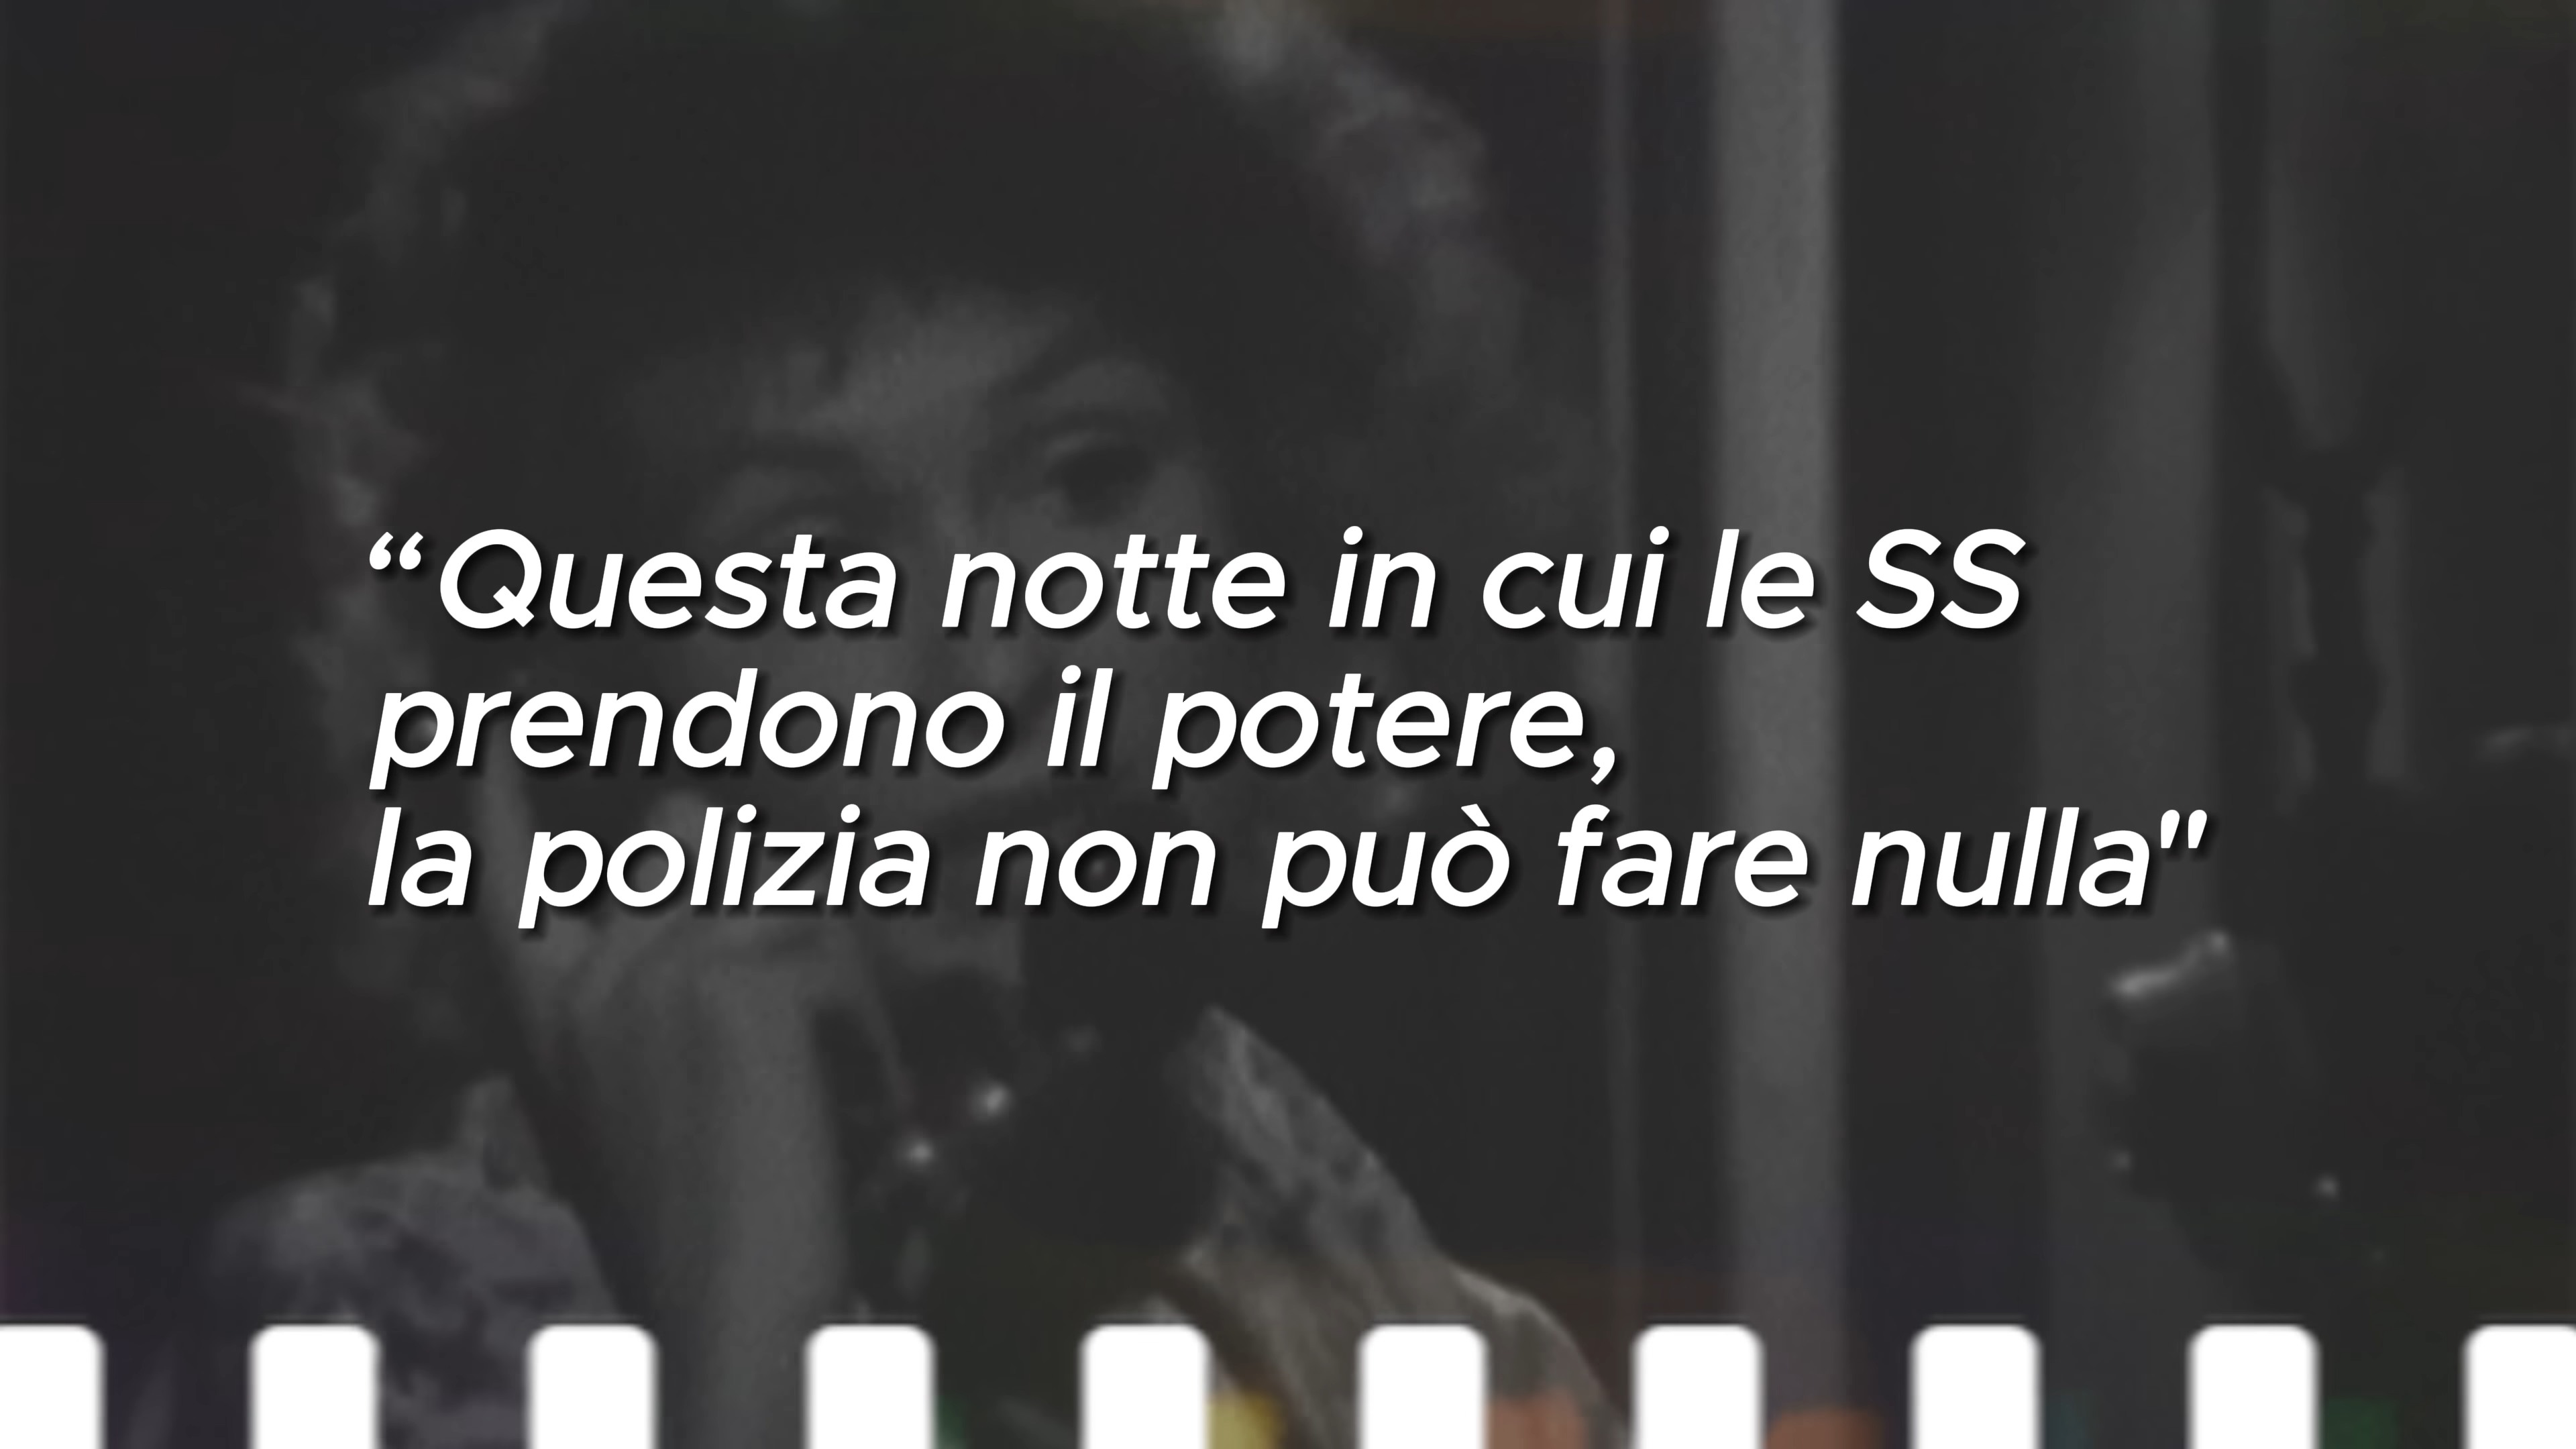 “Questa notte in cui le SS
prendono il potere,
la polizia non può fare nulla"